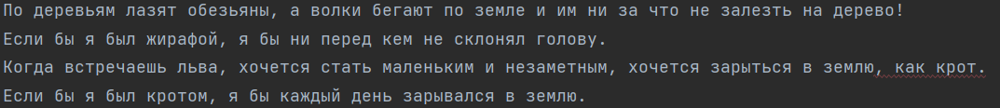 По деревьям лазят обезьяны, а волки бегают по земле и им ни за что не залезть на дерево!
Если бы я был жирафой, я бы ни перед кем не склонял голову.
Когда встречаешь льва, хочется стать маленьким и незаметным, хочется зарыться в землю, как крот.
Если бы я был кротом, я бы каждый день зарывался в землю.